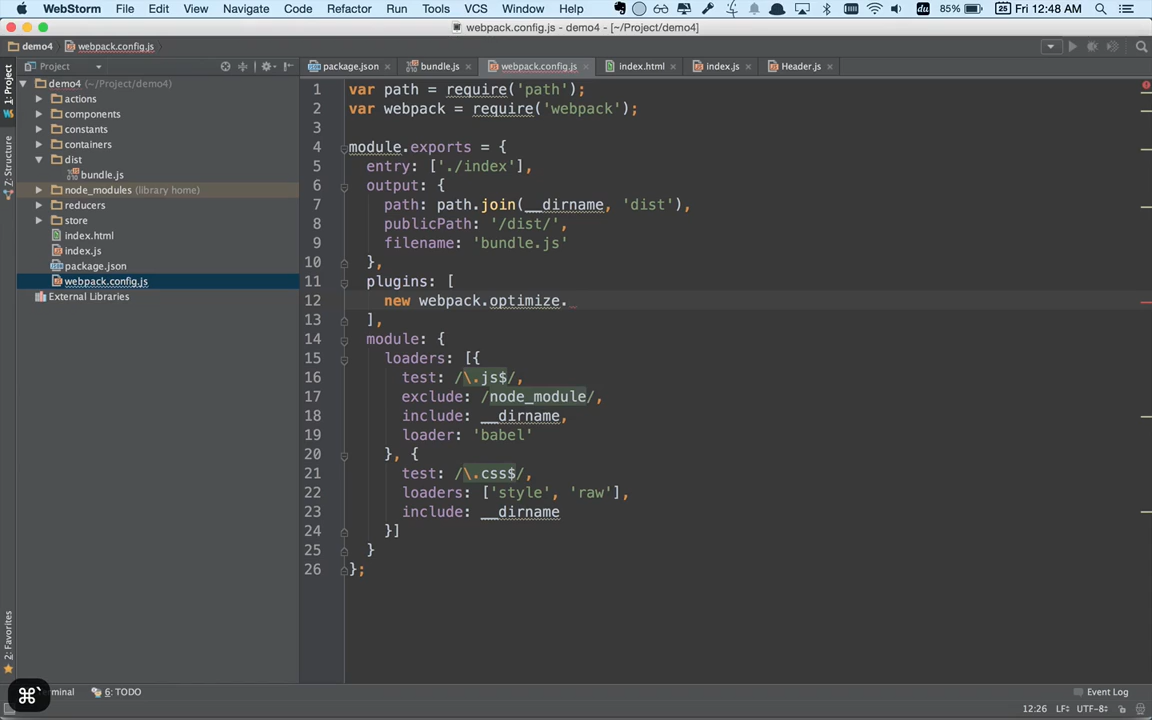 WebStorm File Edit View Navigate Code Refactor Run Tools VCS Window Help 85% 25 Fri 12:48 AM
webpack.config.js - demo4 - [~/Project/demo4]
demo4 webpack.config.js
Project
package.json bundle.js webpack.config.js index.html index.js Header.js
1: Project
Z: Structure
2: Favorites
demo4 (~/Project/demo4)
actions
components
constants
containers
dist
bundle.js
node_modules (library home)
reducers
store
index.html
index.js
package.json
webpack.config.js
External Libraries
1 var path = require('path');
2 var webpack = require('webpack');
3
4 module.exports = {
5 entry: ['./index'],
6 output: {
7 path: path.join(__dirname, 'dist'),
8 publicPath: '/dist/',
9 filename: 'bundle.js'
10 },
11 plugins: [
12 new webpack.optimize.
13 ],
14 module: {
15 loaders: [{
16 test: /\.js$/,
17 exclude: /node_module/,
18 include: __dirname,
19 loader: 'babel'
20 }, {
21 test: /\.css$/,
22 loaders: ['style', 'raw'],
23 include: __dirname
24 }]
25 }
26 };
⌘` minal 6: TODO Event Log
12:26 LF÷ UTF-8÷